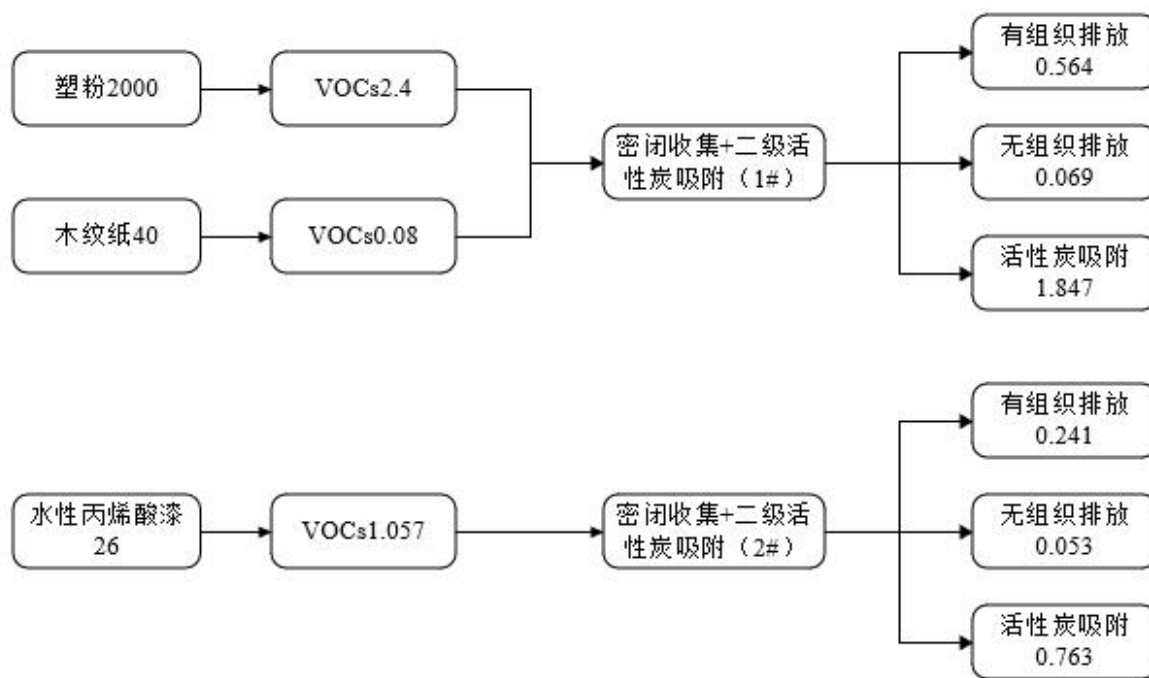 塑粉2000
VOCs2.4
木纹纸40
VOCs0.08
密闭收集+二级活
性炭吸附（1#）
有组织排放
0.564
无组织排放
0.069
活性炭吸附
1.847
水性丙烯酸漆
26
VOCs1.057
密闭收集+二级活
性炭吸附（2#）
有组织排放
0.241
无组织排放
0.053
活性炭吸附
0.763